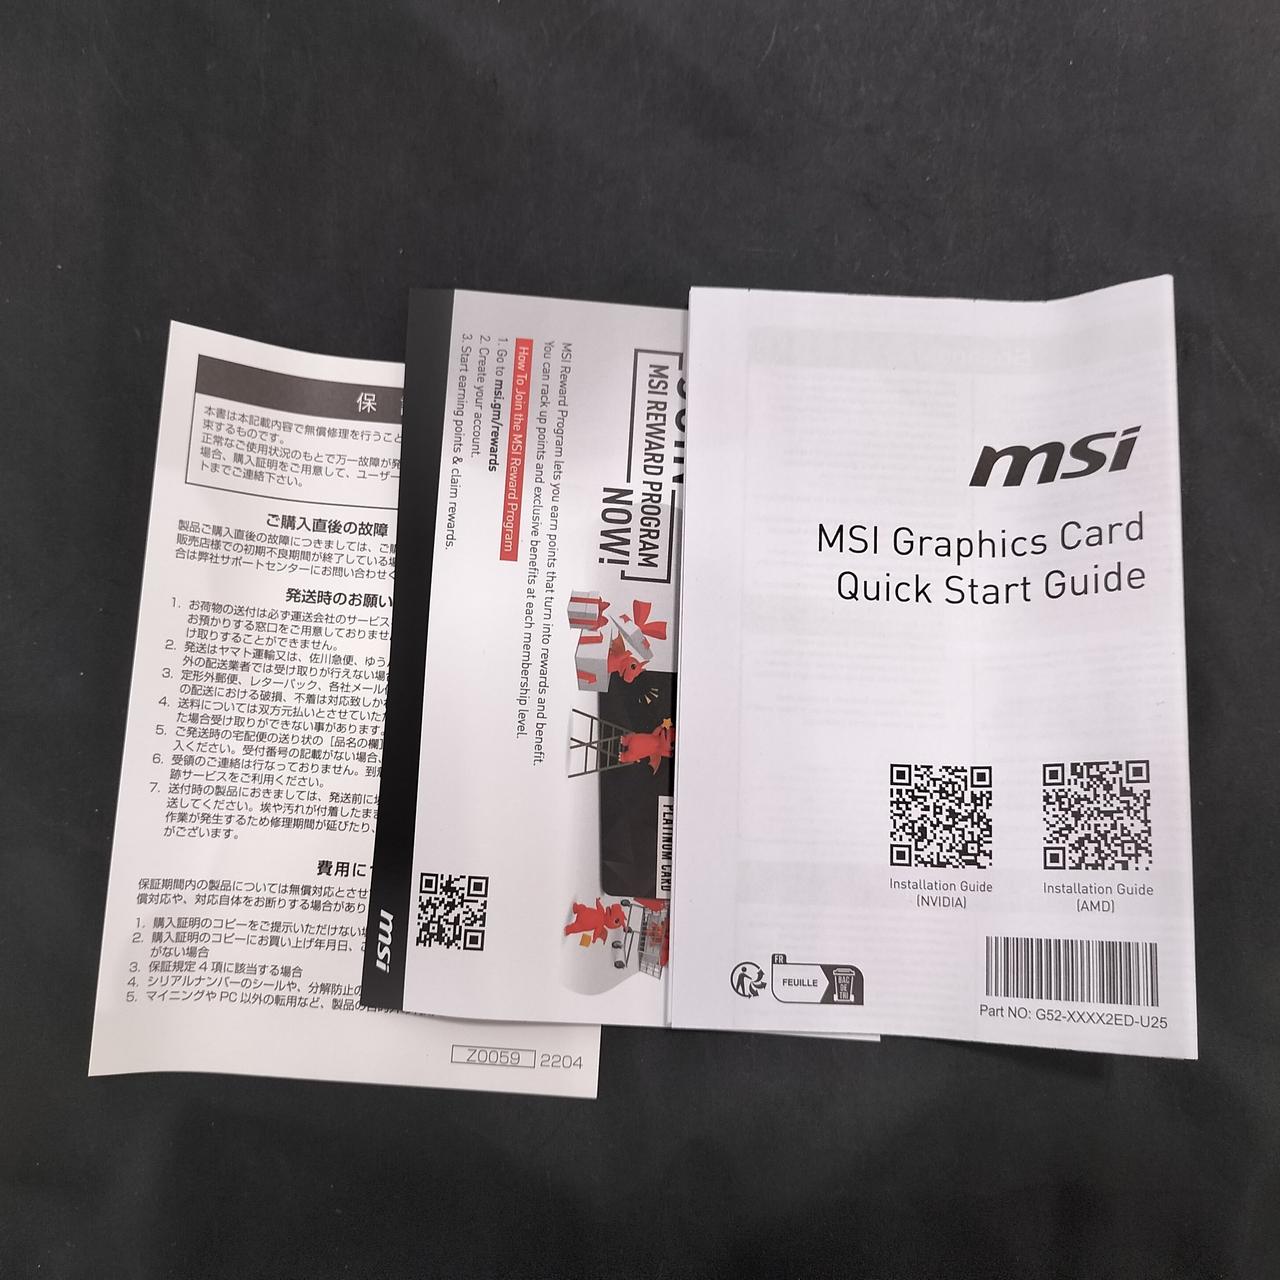 保
本書は本記載内容で無償修理を行うこと
束するものです。
正常なご使用状況のもとで万一故障が発
場合、購入証明をご用意して、ユーザー
トまでご連絡下さい。
ご購入直後の故障
製品ご購入直後の故障につきましては、ご購
販売店様での初期不良期間が終了している場
合は弊社サポートセンターにお問い合わせく
発送時のお願い
1. お荷物の送付は必ず運送会社のサービス
お預かりする窓口をご用意しておりません
け取りすることができません。
2. 発送はヤマト運輸又は、佐川急便、ゆう
外の配送業者では受け取りが行えない場合
3. 定形外郵便、レターパック、各社メール便
の配送における破損、不着は対応致しかね
4. 送料については双方元払いとさせていただ
た場合受け取りができない事があります。
5. ご発送時の宅配便の送り状の［品名の欄］
入ください。受付番号の記載がない場合、
6. 受領のご連絡は行なっておりません。到着
跡サービスをご利用ください。
7. 送付時の製品におきましては、発送前に埃
送してください。埃や汚れが付着したまま
作業が発生するため修理期間が延びたり、
がございます。
費用につ
保証期間内の製品については無償対応とさせ
償対応や、対応自体をお断りする場合があり
1. 購入証明のコピーをご提示いただけない場
2. 購入証明のコピーにお買い上げ年月日、ご
がない場合
3. 保証規定 4 項に該当する場合
4. シリアルナンバーのシールや、分解防止の
5. マイニングや PC 以外の転用など、製品の目的外
Z0059 2204
MSI REWARD PROGRAM
NOW!
MSI Reward Program lets you earn points that turn into rewards and benefit.
You can rack up points and exclusive benefits at each membership level.
How To Join the MSI Reward Program
1. Go to msi.gm/rewards
2. Create your account.
3. Start earning points & claim rewards.
PLATINUM CARD
msi
msi
MSI Graphics Card
Quick Start Guide
Installation Guide
(NVIDIA)
Installation Guide
(AMD)
FR
FEUILLE
BAC
DE
TRI
Part NO: G52-XXXX2ED-U25